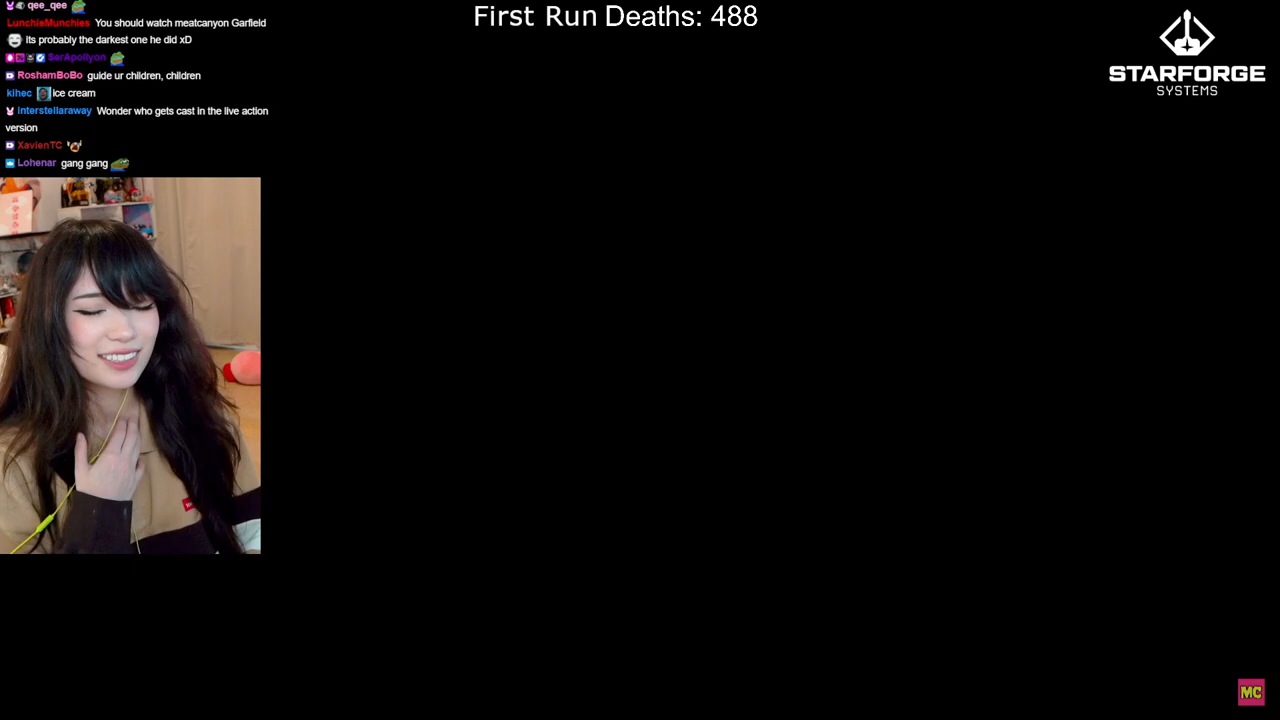 qee_qee
LunchieMunchies You should watch meatcanyon Garfield
Its probably the darkest one he did xD
SerApollyon
RoshamBoBo guide ur children, children
kihec Ice cream
interstellaraway Wonder who gets cast in the live action
version
XavienTC
Lohenar gang gang
First Run Deaths: 488
STARFORGE
SYSTEMS
MC